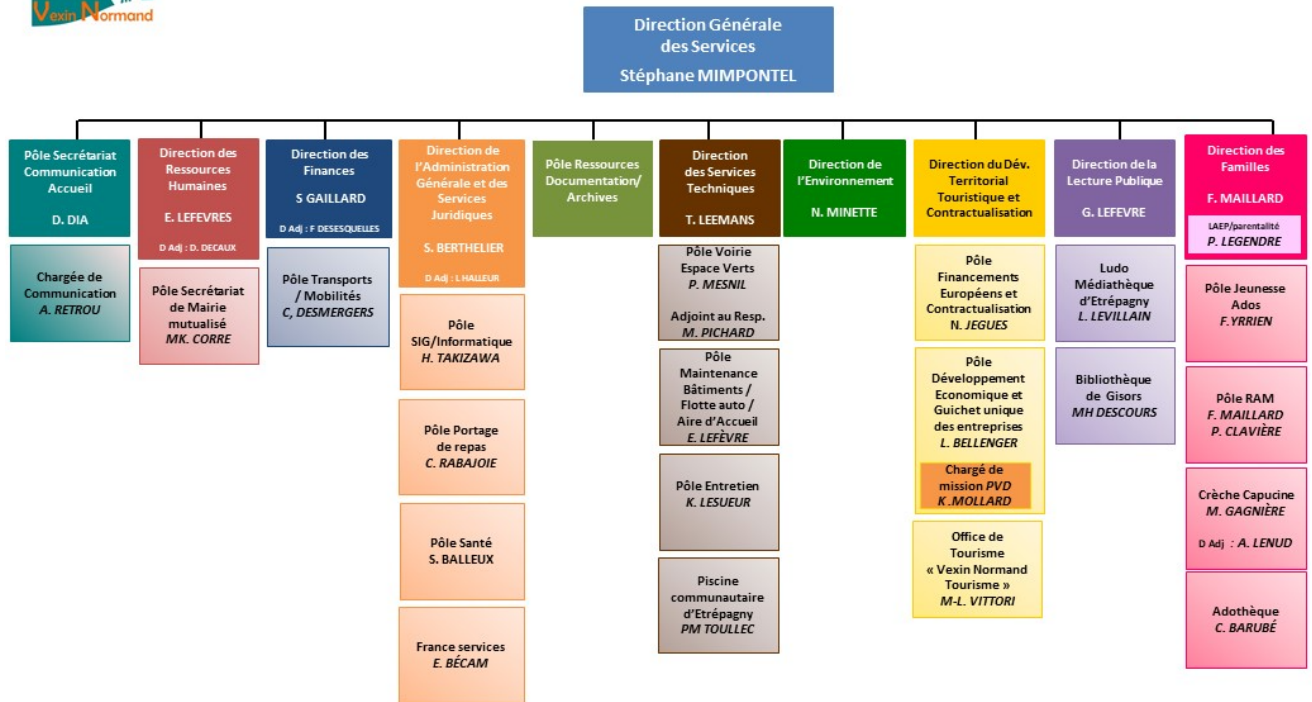 Vexin Normand
Direction Générale
des Services
Stéphane MIMPONTEL
Pôle Secrétariat
Communication
Accueil
D. DIA
Chargée de
Communication
A. RETROU
Direction des
Ressources
Humaines
E. LEFEVRES
D Adj : D. DECAUX
Pôle Secrétariat
de Mairie
mutualisé
MK. CORRE
Direction des
Finances
S GAILLARD
D Adj : F DESESQUELLES
Pôle Transports
/ Mobilités
C, DESMERGERS
Direction de
l'Administration
Générale et des
Services
Juridiques
S. BERTHELIER
D Adj : L HALLEUR
Pôle
SIG/Informatique
H. TAKIZAWA
Pôle Portage
de repas
C. RABAJOIE
Pôle Santé
S. BALLEUX
France services
E. BÉCAM
Pôle Ressources
Documentation/
Archives
Direction
des Services
Techniques
T. LEEMANS
Pôle Voirie
Espace Verts
P. MESNIL
Adjoint au Resp.
M. PICHARD
Pôle
Maintenance
Bâtiments /
Flotte auto /
Aire d'Accueil
E. LEFÈVRE
Pôle Entretien
K. LESUEUR
Piscine
communautaire
d'Etrépagny
PM TOULLEC
Direction de
l'Environnement
N. MINETTE
Direction du Dév.
Territorial
Touristique et
Contractualisation
Pôle
Financements
Européens et
Contractualisation
N. JEGUES
Pôle
Développement
Economique et
Guichet unique
des entreprises
L. BELLENGER
Chargé de
mission PVD
K .MOLLARD
Office de
Tourisme
« Vexin Normand
Tourisme »
M-L. VITTORI
Direction de la
Lecture Publique
G. LEFEVRE
Ludo
Médiathèque
d'Etrépagny
L. LEVILLAIN
Bibliothèque
de Gisors
MH DESCOURS
Direction des
Familles
F. MAILLARD
LAEP/parentalité
P. LEGENDRE
Pôle Jeunesse
Ados
F.YRRIEN
Pôle RAM
F. MAILLARD
P. CLAVIÈRE
Crèche Capucine
M. GAGNIÈRE
D Adj : A. LENUD
Adothèque
C. BARUBÉ